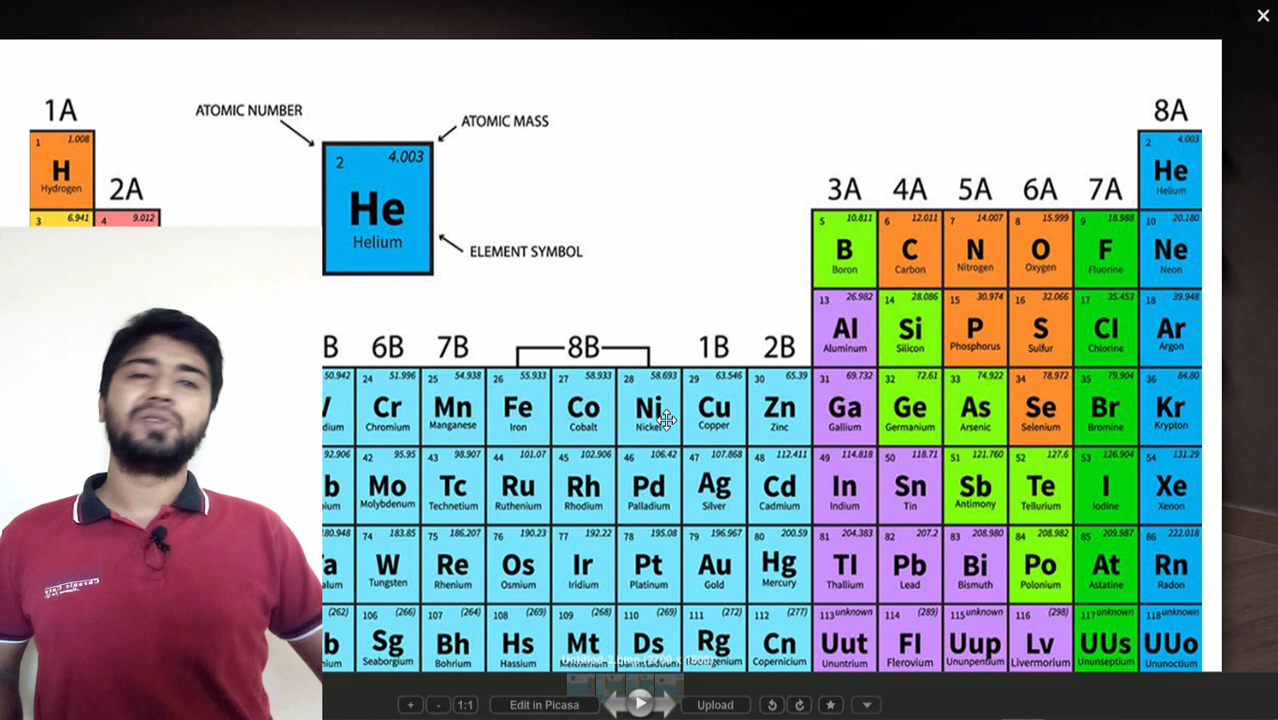 1A
8A
ATOMIC NUMBER
ATOMIC MASS
1 1.008
H
Hydrogen
2A
2 4.003
He
Helium
ELEMENT SYMBOL
2 4.003
He
Helium
3A 4A 5A 6A 7A
3 6.941 4 9.012
5 10.811 6 12.011 7 14.007 8 15.999 9 18.988 10 20.180
B C N O F Ne
Boron Carbon Nitrogen Oxygen Fluorine Neon
13 26.982 14 28.086 15 30.974 16 32.066 17 35.453 18 39.948
Al Si P S Cl Ar
Aluminum Silicon Phosphorus Sulfur Chlorine Argon
B 6B 7B 8B 1B 2B
50.942 24 51.996 25 54.938 26 55.933 27 58.933 28 58.693 29 63.546 30 65.39 31 69.732 32 72.61 33 74.922 34 78.972 35 79.904 36 84.80
Cr Mn Fe Co Ni Cu Zn Ga Ge As Se Br Kr
dium Chromium Manganese Iron Cobalt Nickel Copper Zinc Gallium Germanium Arsenic Selenium Bromine Krypton
92.906 42 95.95 43 98.907 44 101.07 45 102.906 46 106.42 47 107.868 48 112.411 49 114.818 50 118.71 51 121.760 52 127.6 53 126.904 54 131.29
b Mo Tc Ru Rh Pd Ag Cd In Sn Sb Te I Xe
ium Molybdenum Technetium Ruthenium Rhodium Palladium Silver Cadmium Indium Tin Antimony Tellurium Iodine Xenon
180.948 74 183.85 75 186.207 76 190.23 77 192.22 78 195.08 79 196.967 80 200.59 81 204.383 82 207.2 83 208.980 84 208.982 85 209.987 86 222.018
a W Re Os Ir Pt Au Hg Tl Pb Bi Po At Rn
alum Tungsten Rhenium Osmium Iridium Platinum Gold Mercury Thallium Lead Bismuth Polonium Astatine Radon
(262) 106 (266) 107 (264) 108 (269) 109 (268) 110 (269) 111 (272) 112 (277) 113 unknown 114 (289) 115 unknown 116 (298) 117 unknown 118 unknown
b Sg Bh Hs Mt Ds Rg Cn Uut Fl Uup Lv UUs UUo
nium Seaborgium Bohrium Hassium Copernicium Ununtrium Flerovium Ununpentium Livermorium Ununseptium Ununoctium
+ - 1:1 Edit in Picasa Upload